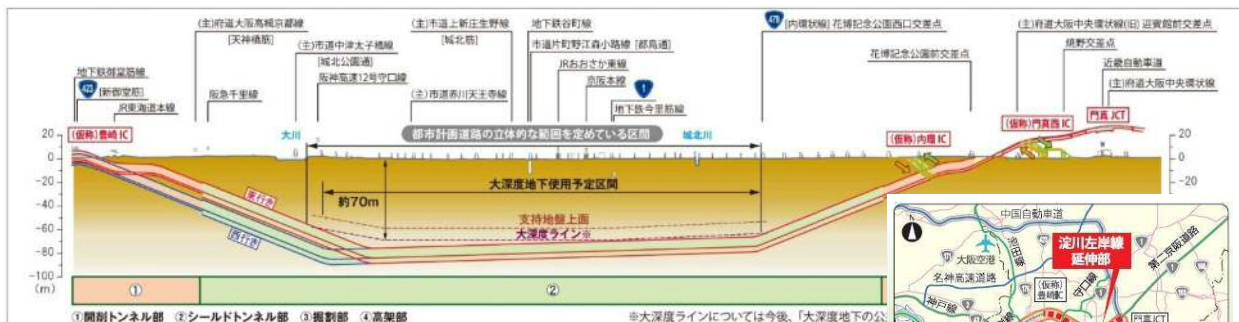 (主)府道大阪高槻京都線
[天神橋筋]
(主)市道上新庄生野線
[城北筋]
地下鉄谷町線
479 [内環状線] 花博記念公園西口交差点
(主)府道大阪中央環状線(旧) 迎賓館前交差点
(主)市道中津太子橋線
[城北公園通]
市道片町野江森小路線 [都島通]
焼野交差点
地下鉄御堂筋線
阪神高速12号守口線
JRおおさか東線
花博記念公園前交差点
近畿自動車道
423 [新御堂筋]
阪急千里線
(主)市道赤川天王寺線
京阪本線
1
(主)府道大阪中央環状線
JR東海道本線
地下鉄今里筋線
(仮称)豊崎IC
大川
都市計画道路の立体的な範囲を定めている区間
城北川
(仮称)内環IC
(仮称)門真西IC
門真JCT
20
0
-20
-40
-60
-80
-100
(m)
20
0
-20
大深度地下使用予定区間
約70m
東行き
西行き
支持地盤上面
大深度ライン※
①
②
①開削トンネル部 ②シールドトンネル部 ③掘割部 ④高架部
※大深度ラインについては今後、「大深度地下の公
N
中国自動車道
大阪空港
淀川左岸線
延伸部
第二京阪道路
名神高速道路
守口線
(仮称)
豊崎IC
神戸線
門真JCT